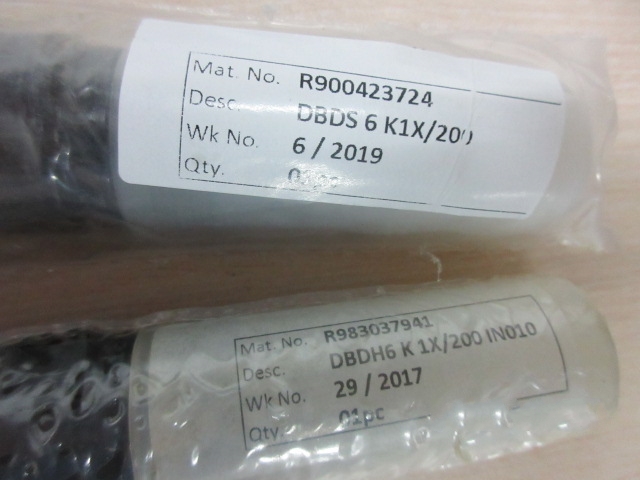 Mat. No. R900423724
Desc. DBDS 6 K1X/200
Wk No. 6 / 2019
Qty. 01pc
Mat. No. R983037941
Desc. DBDH6 K 1X/200 IN010
Wk No. 29 / 2017
Qty. 01pc